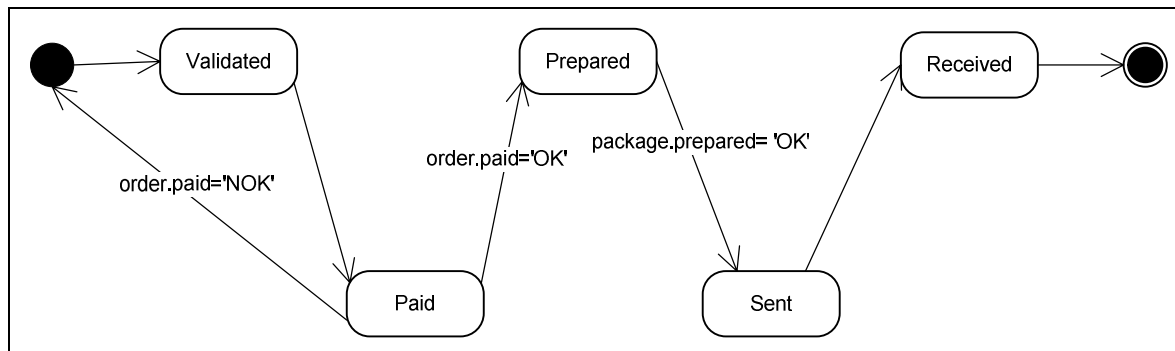 Validated
Prepared
Received
order.paid='NOK'
order.paid='OK'
package.prepared= 'OK'
Paid
Sent